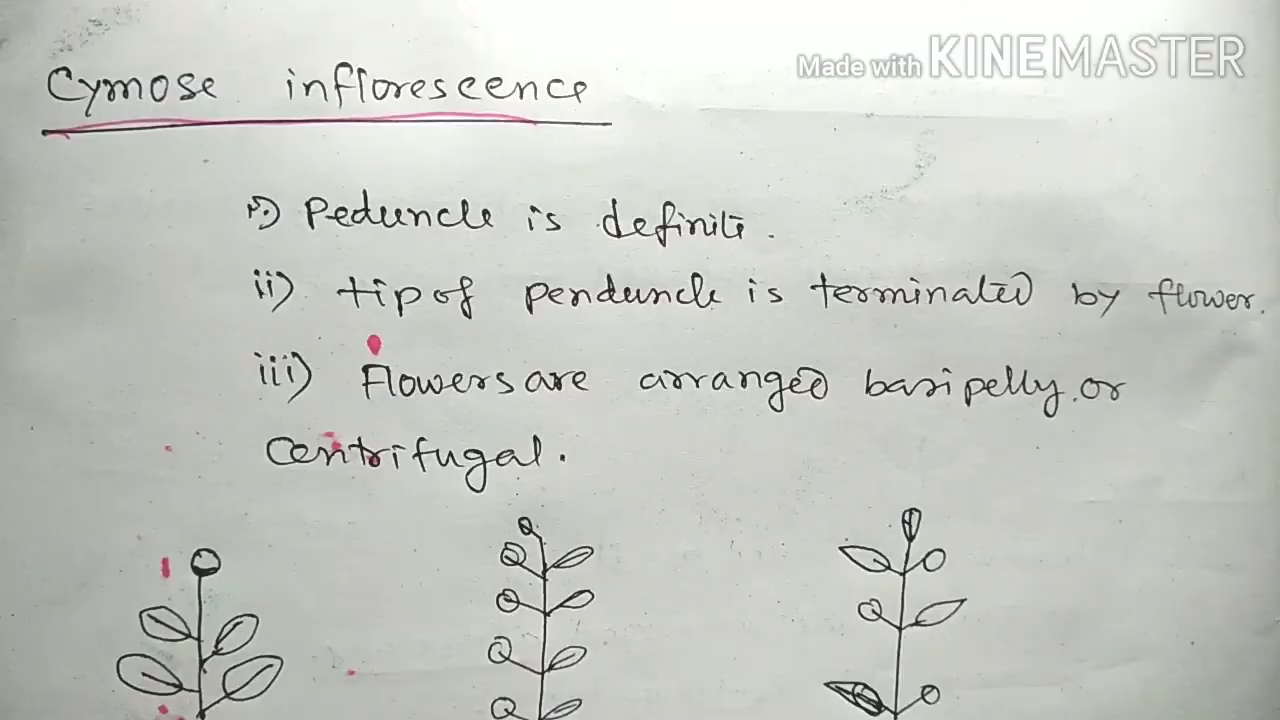 Made with KINEMASTER
Cymose inflorescence
i) Peduncle is definite.
ii) tip of penduncle is terminated by flower.
iii) Flowers are arranged basipelly or
Centrifugal.